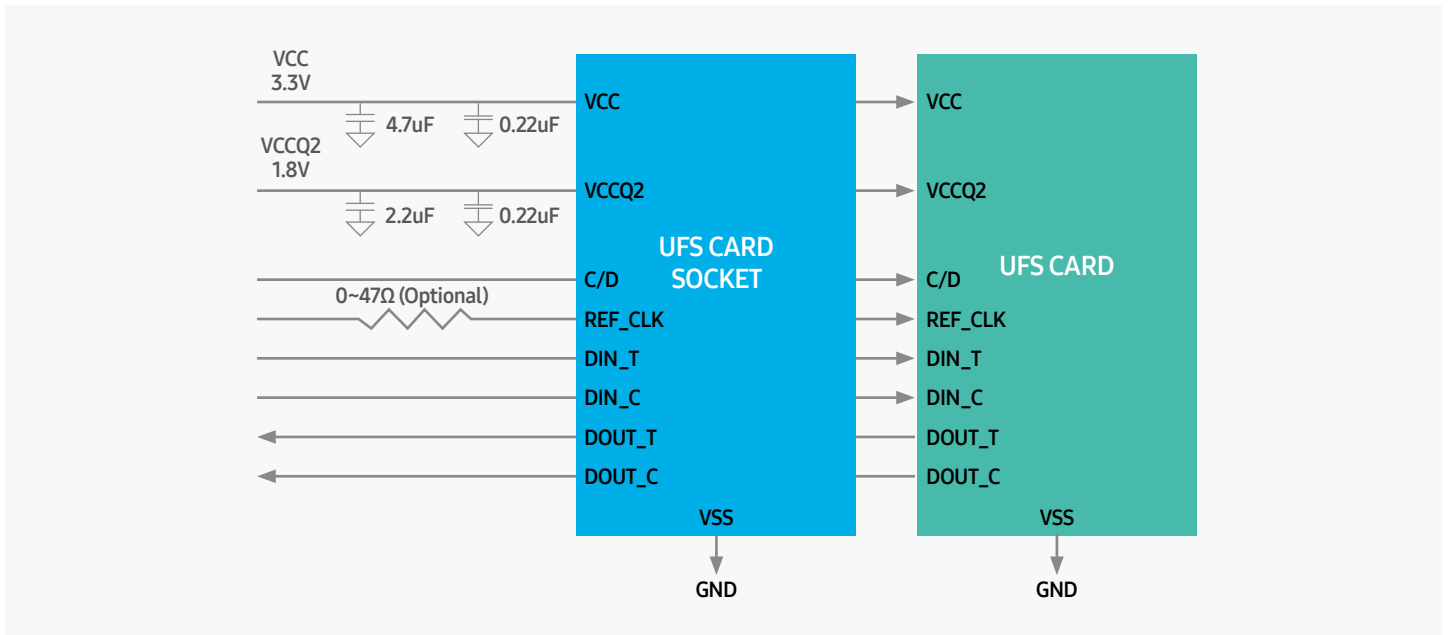 VCC
3.3V
4.7uF
0.22uF
VCCQ2
1.8V
2.2uF
0.22uF
0~47Ω (Optional)
VCC
VCCQ2
UFS CARD
SOCKET
C/D
REF_CLK
DIN_T
DIN_C
DOUT_T
DOUT_C
VSS
GND
VCC
VCCQ2
UFS CARD
C/D
REF_CLK
DIN_T
DIN_C
DOUT_T
DOUT_C
VSS
GND